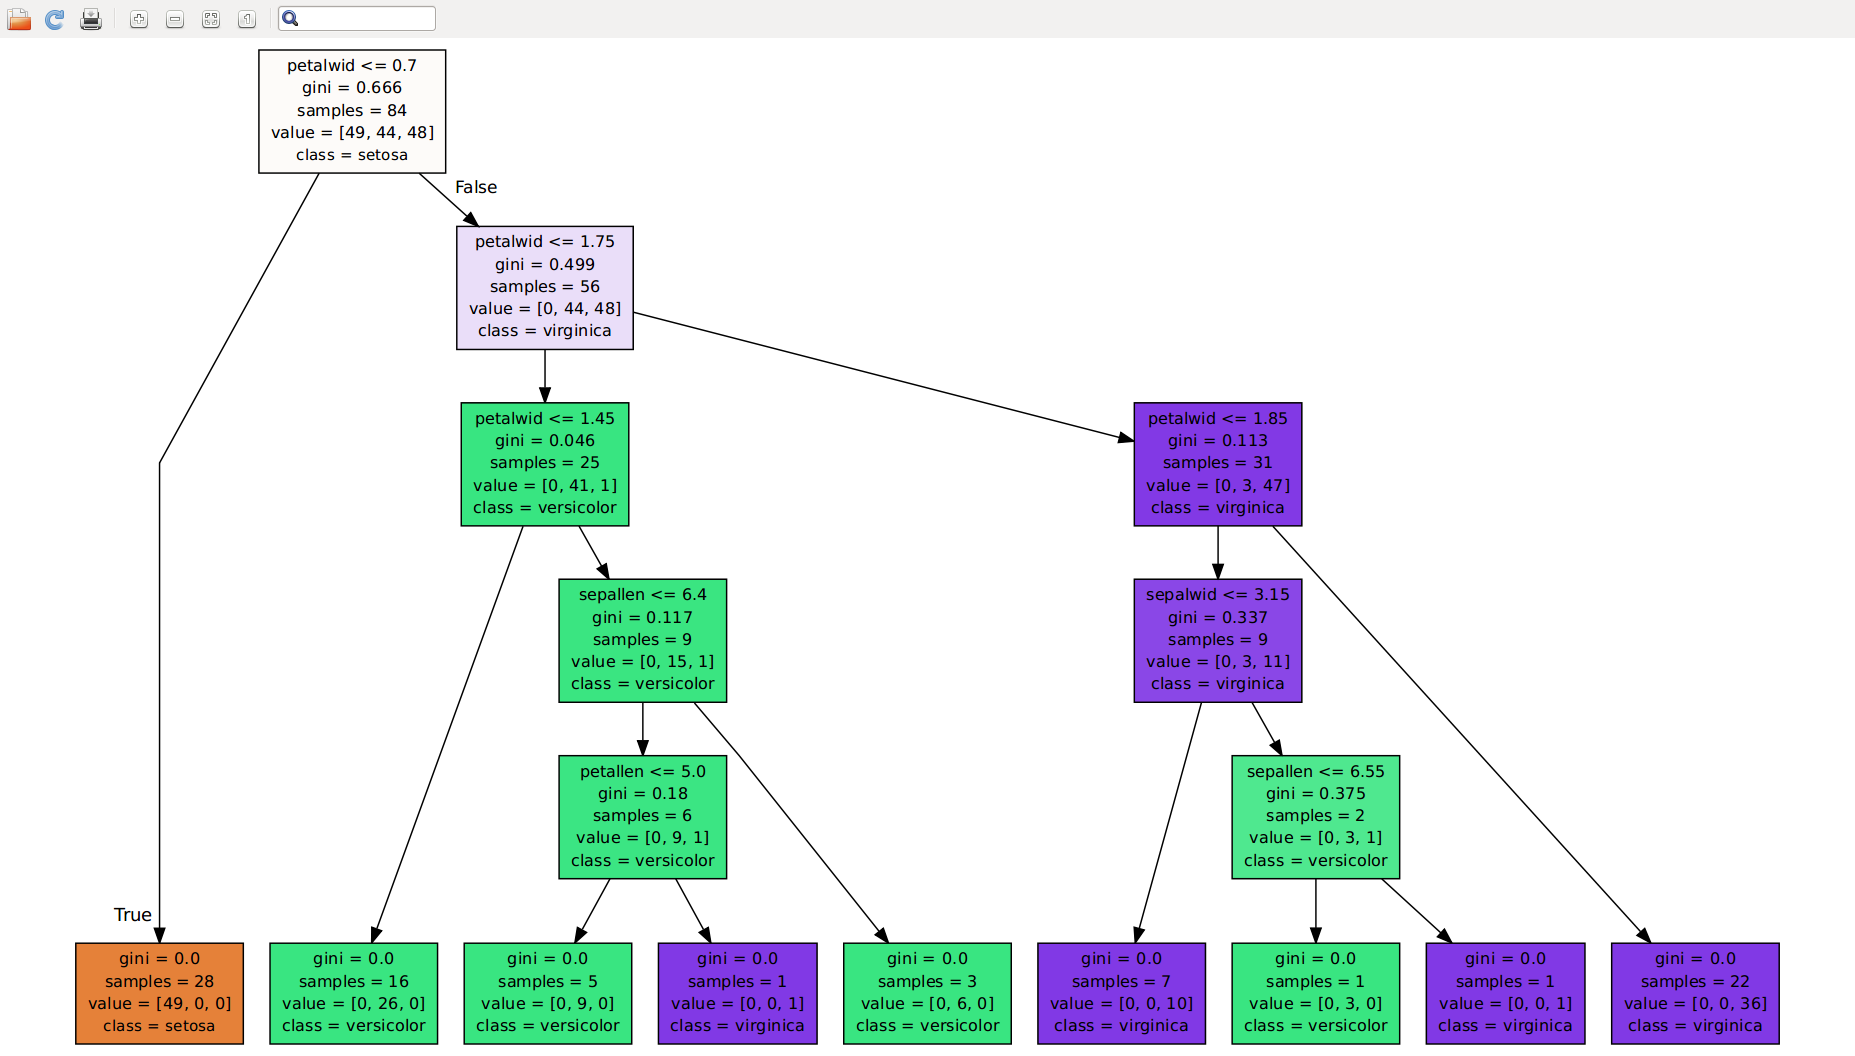 1
petalwid <= 0.7
gini = 0.666
samples = 84
value = [49, 44, 48]
class = setosa
False
petalwid <= 1.75
gini = 0.499
samples = 56
value = [0, 44, 48]
class = virginica
petalwid <= 1.45
gini = 0.046
samples = 25
value = [0, 41, 1]
class = versicolor
petalwid <= 1.85
gini = 0.113
samples = 31
value = [0, 3, 47]
class = virginica
sepallen <= 6.4
gini = 0.117
samples = 9
value = [0, 15, 1]
class = versicolor
sepalwid <= 3.15
gini = 0.337
samples = 9
value = [0, 3, 11]
class = virginica
petallen <= 5.0
gini = 0.18
samples = 6
value = [0, 9, 1]
class = versicolor
sepallen <= 6.55
gini = 0.375
samples = 2
value = [0, 3, 1]
class = versicolor
True
gini = 0.0
samples = 28
value = [49, 0, 0]
class = setosa
gini = 0.0
samples = 16
value = [0, 26, 0]
class = versicolor
gini = 0.0
samples = 5
value = [0, 9, 0]
class = versicolor
gini = 0.0
samples = 1
value = [0, 0, 1]
class = virginica
gini = 0.0
samples = 3
value = [0, 6, 0]
class = versicolor
gini = 0.0
samples = 7
value = [0, 0, 10]
class = virginica
gini = 0.0
samples = 1
value = [0, 3, 0]
class = versicolor
gini = 0.0
samples = 1
value = [0, 0, 1]
class = virginica
gini = 0.0
samples = 22
value = [0, 0, 36]
class = virginica